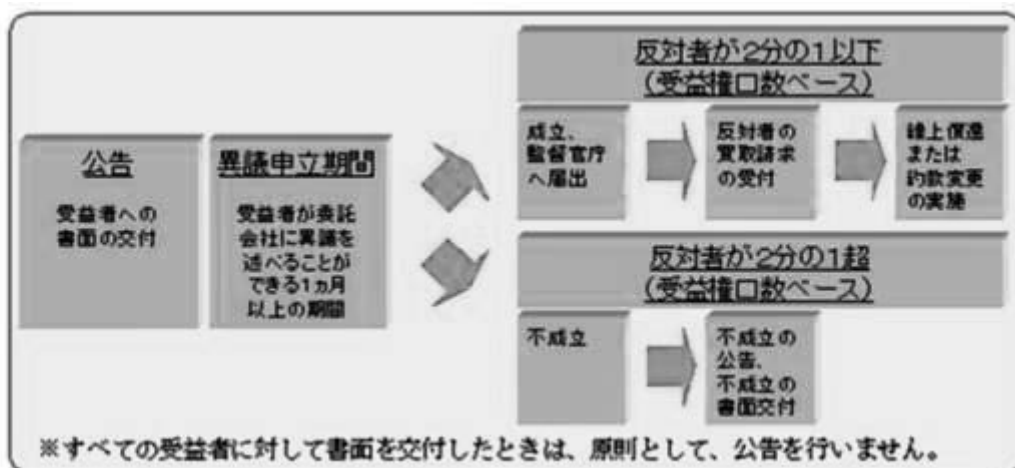 公告
受益者への
書面の交付
異議申立期間
受益者が委託
会社に異議を
述べることが
できる1ヵ月
以上の期間
反対者が2分の1以下
(受益権口数ベース)
成立、
監督官庁
へ届出
反対者の
買取請求
の受付
繰上償還
または
約款変更
の実施
反対者が2分の1超
(受益権口数ベース)
不成立
不成立の
公告、
不成立の
書面交付
※すべての受益者に対して書面を交付したときは、原則として、公告を行いません。